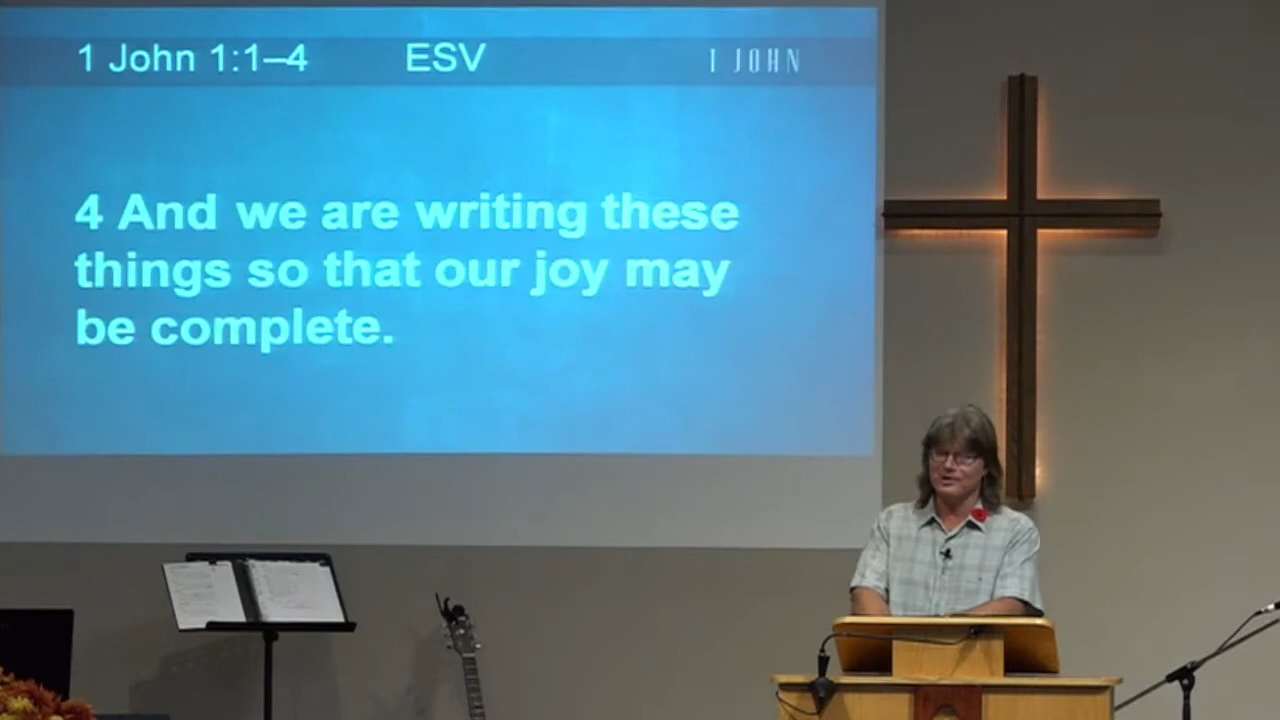 1 John 1:1–4 ESV 1 JOHN
4 And we are writing these
things so that our joy may
be complete.